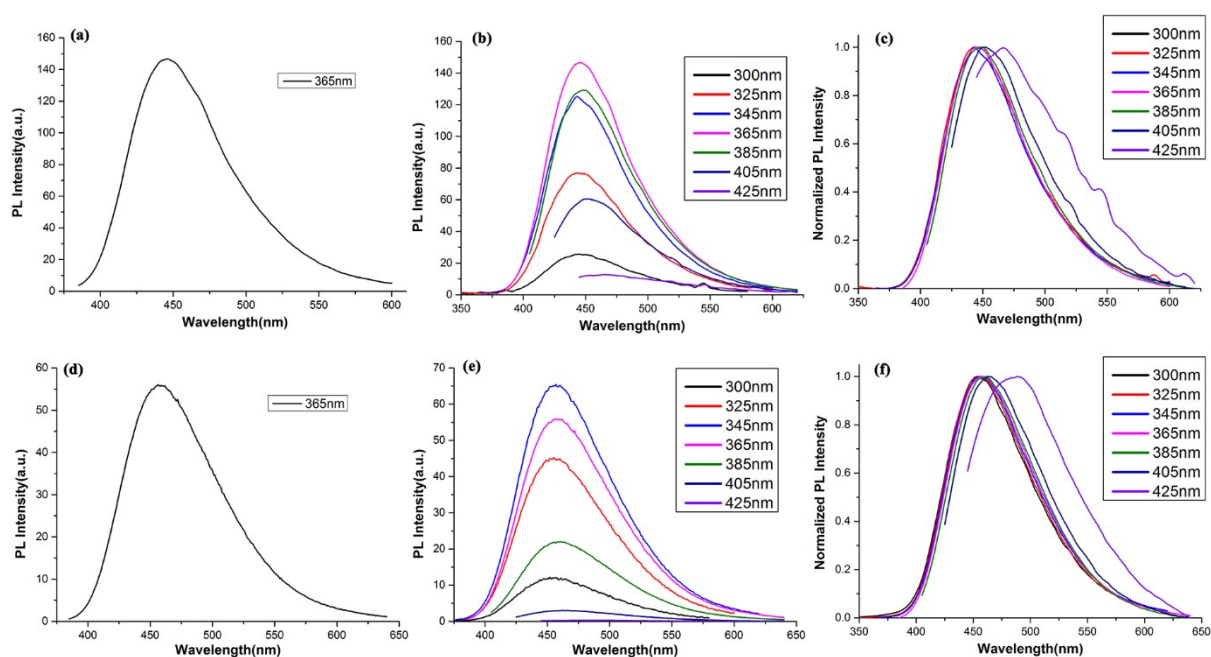 (a)
365nm
PL Intensity(a.u.)
160
140
120
100
80
60
40
20
0
400
450
500
550
600
Wavelength(nm)
(b)
300nm
325nm
345nm
365nm
385nm
405nm
425nm
PL Intensity(a.u.)
160
140
120
100
80
60
40
20
0
350
400
450
500
550
600
Wavelength(nm)
(c)
300nm
325nm
345nm
365nm
385nm
405nm
425nm
Normalized PL Intensity
1.0
0.8
0.6
0.4
0.2
0.0
350
400
450
500
550
600
Wavelength(nm)
(d)
365nm
PL Intensity(a.u.)
60
50
40
30
20
10
0
400
450
500
550
600
650
Wavelength(nm)
(e)
300nm
325nm
345nm
365nm
385nm
405nm
425nm
PL Intensity(a.u.)
70
65
60
55
50
45
40
35
30
25
20
15
10
5
0
400
450
500
550
600
650
Wavelength(nm)
(f)
300nm
325nm
345nm
365nm
385nm
405nm
425nm
Normalized PL Intensity
1.0
0.8
0.6
0.4
0.2
0.0
350
400
450
500
550
600
650
Wavelength(nm)